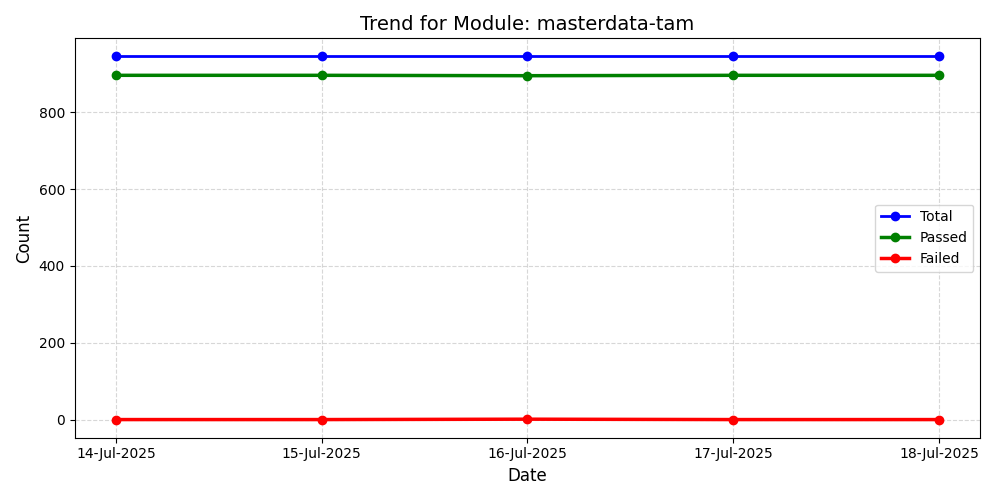 Trend for Module: masterdata-tam
Count
800
600
400
200
0
Total
Passed
Failed
14-Jul-2025
15-Jul-2025
16-Jul-2025
17-Jul-2025
18-Jul-2025
Date